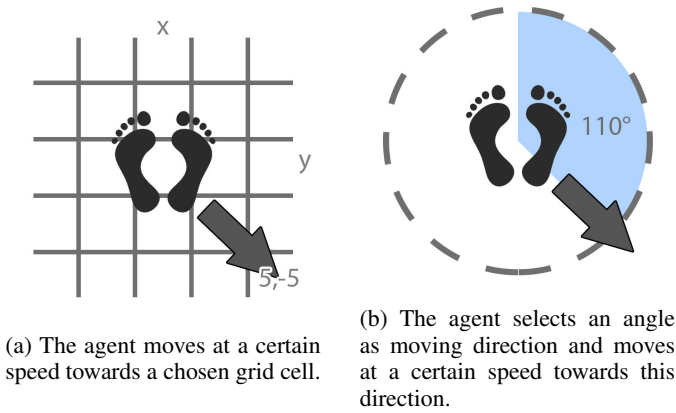 x
y
5,-5
(a) The agent moves at a certain
speed towards a chosen grid cell.
110°
(b) The agent selects an angle
as moving direction and moves
at a certain speed towards this
direction.